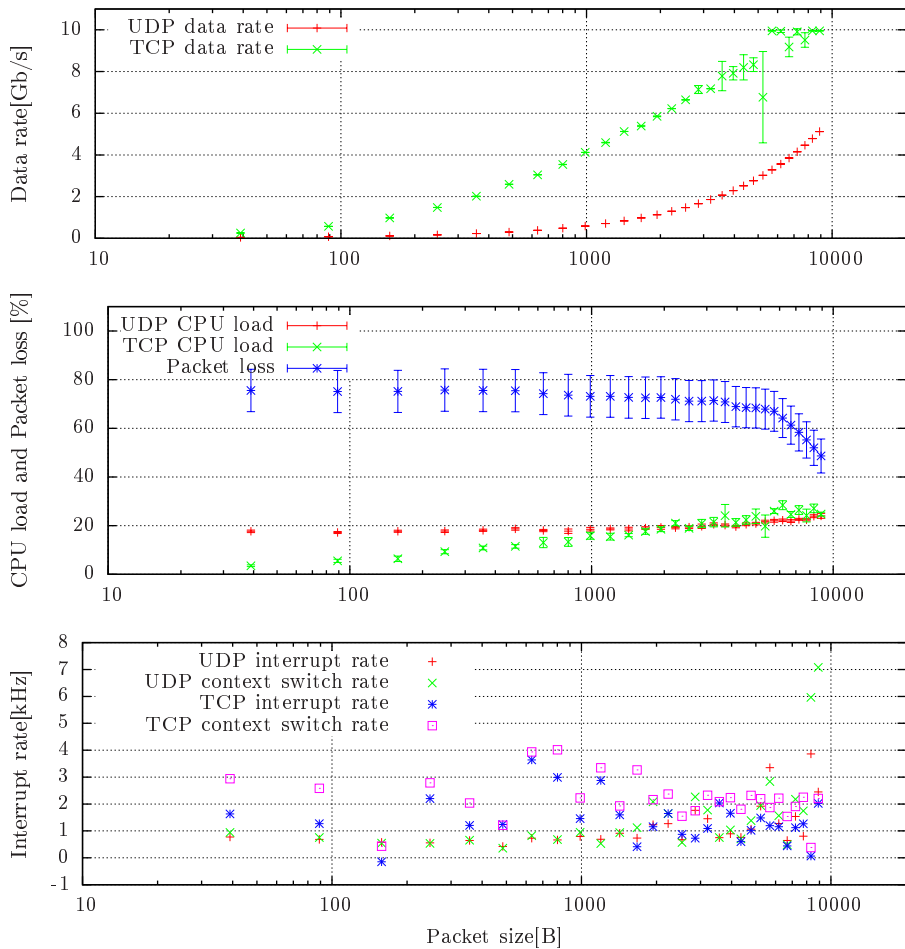 Data rate[Gb/s]
10
8
6
4
2
0
UDP data rate
TCP data rate
10
100
1000
10000
CPU load and Packet loss [%]
100
80
60
40
20
0
UDP CPU load
TCP CPU load
Packet loss
10
100
1000
10000
Interrupt rate[kHz]
8
7
6
5
4
3
2
1
0
-1
UDP interrupt rate
UDP context switch rate
TCP interrupt rate
TCP context switch rate
10
100
1000
10000
Packet size[B]